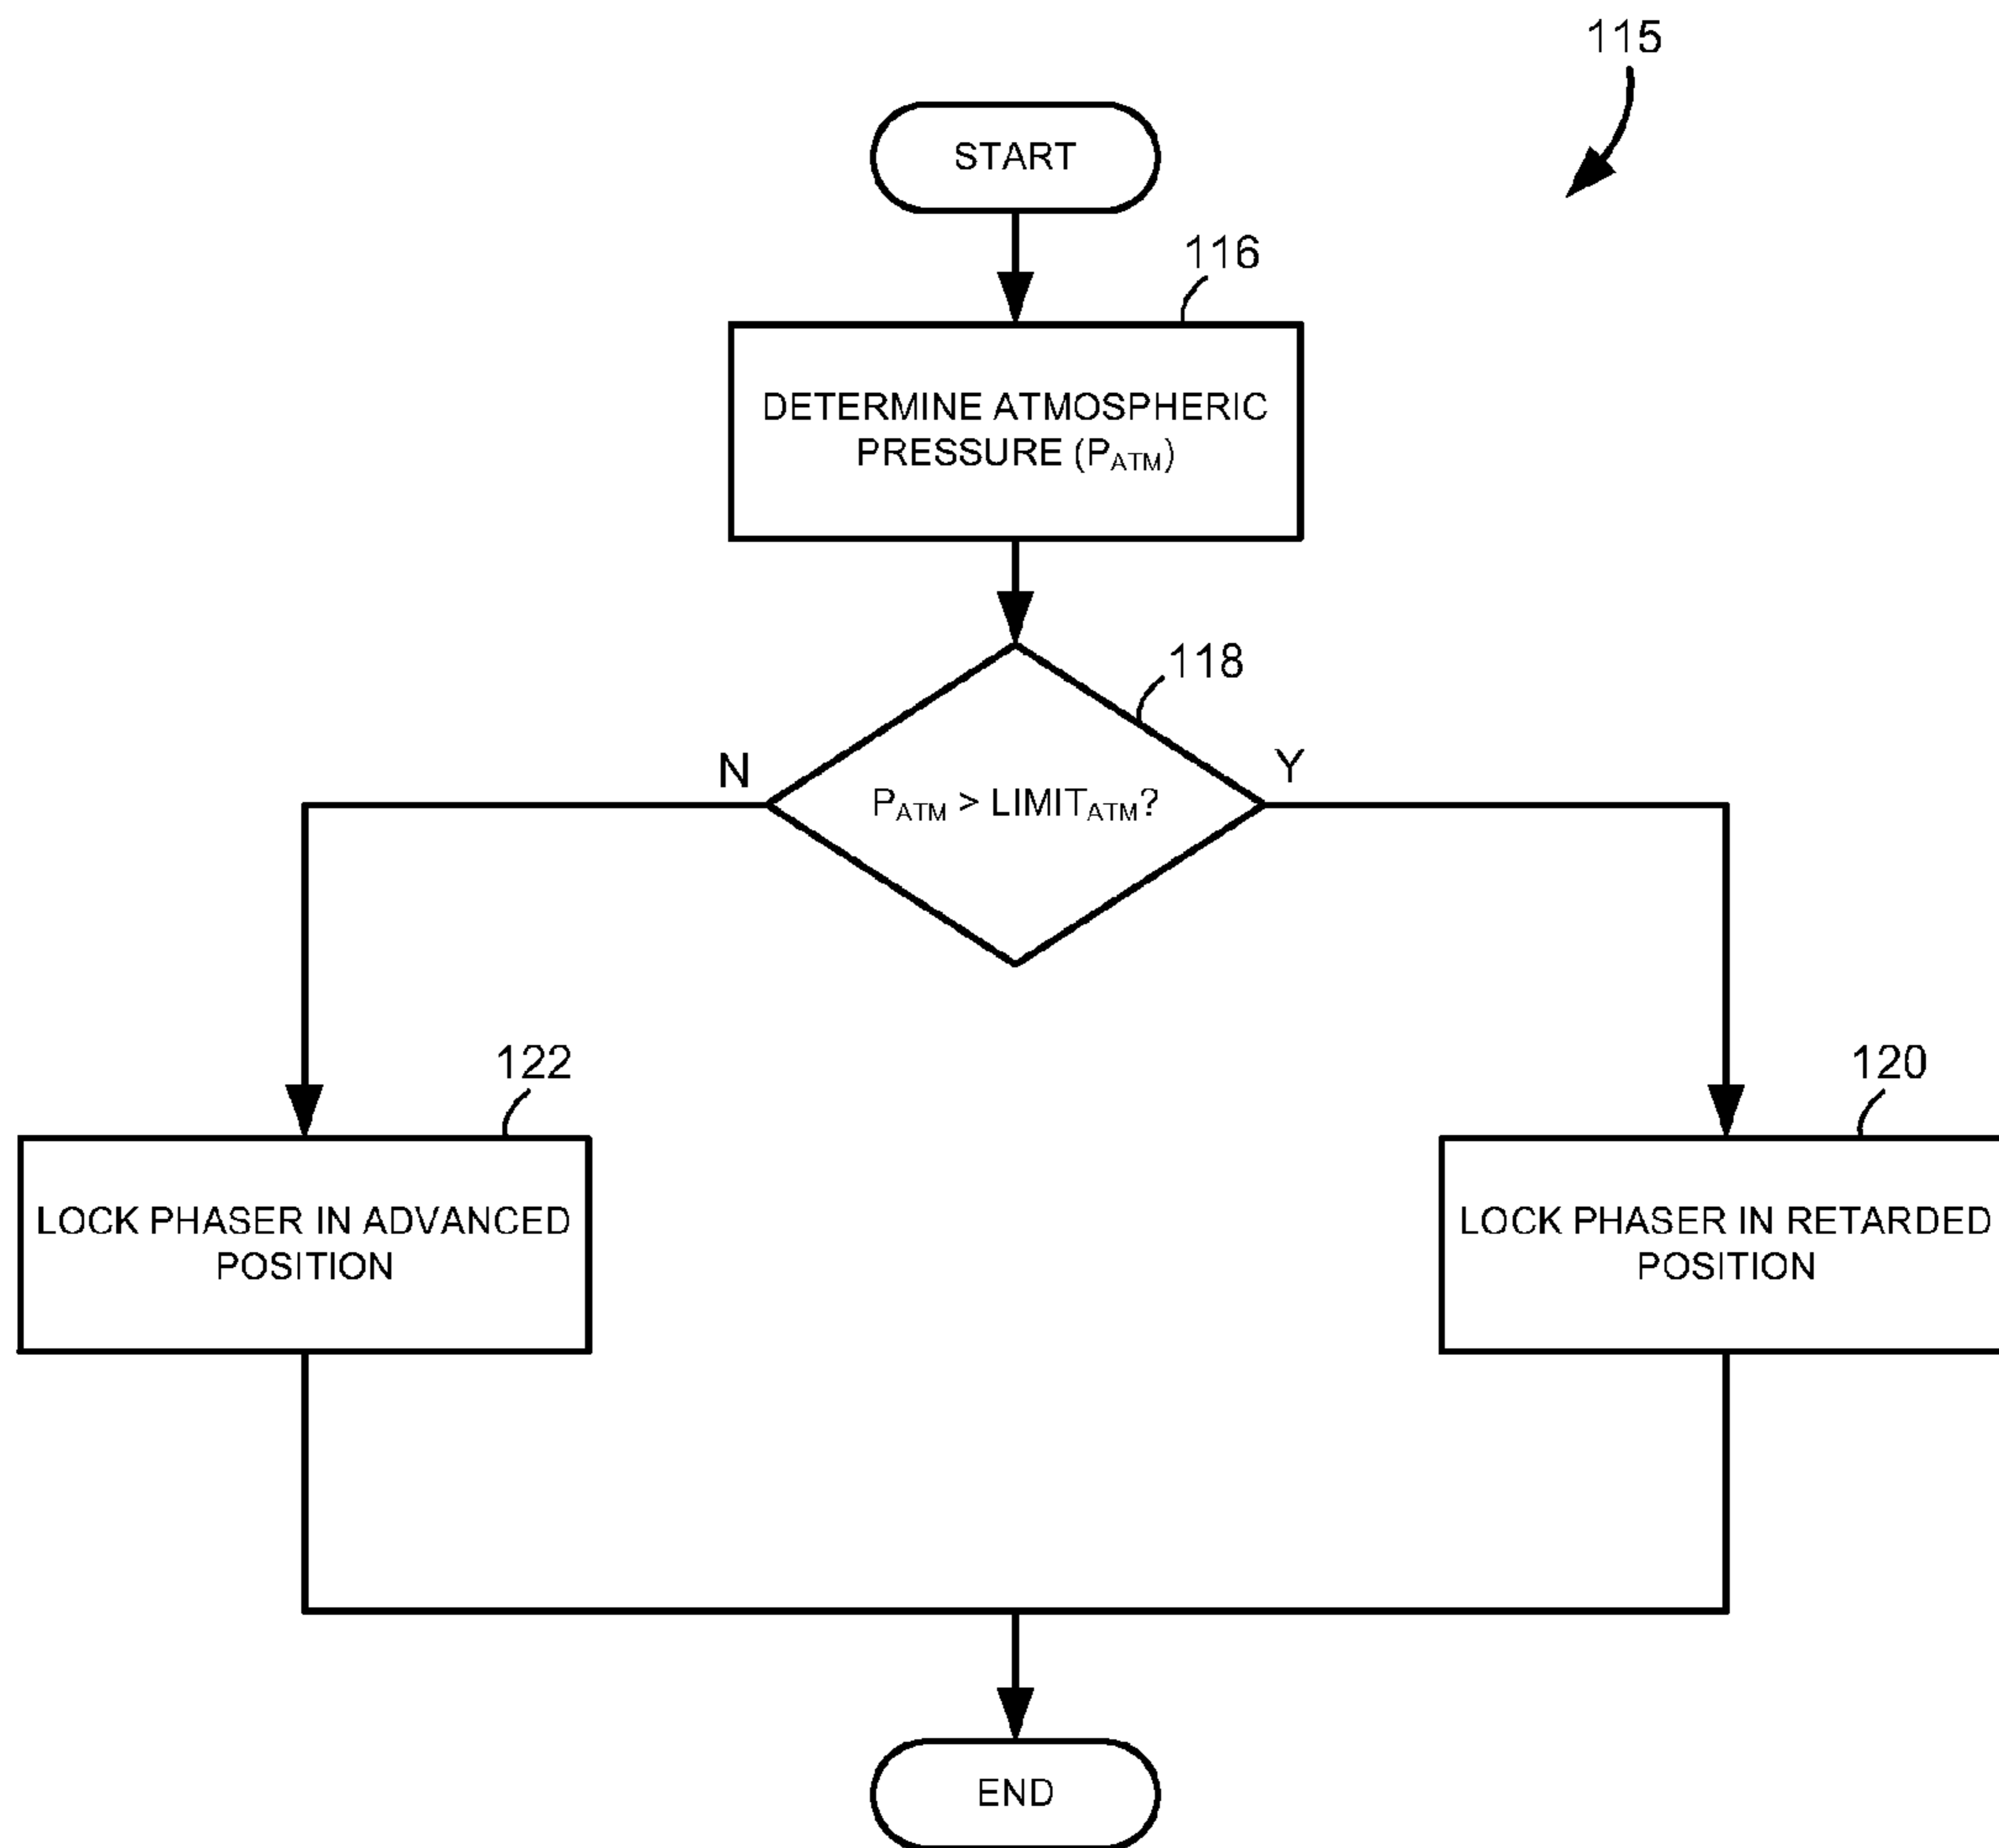 115
START
116
DETERMINE ATMOSPHERIC
PRESSURE (PATM)
118
N
Y
PATM > LIMITATM?
122
120
LOCK PHASER IN ADVANCED
POSITION
LOCK PHASER IN RETARDED
POSITION
END